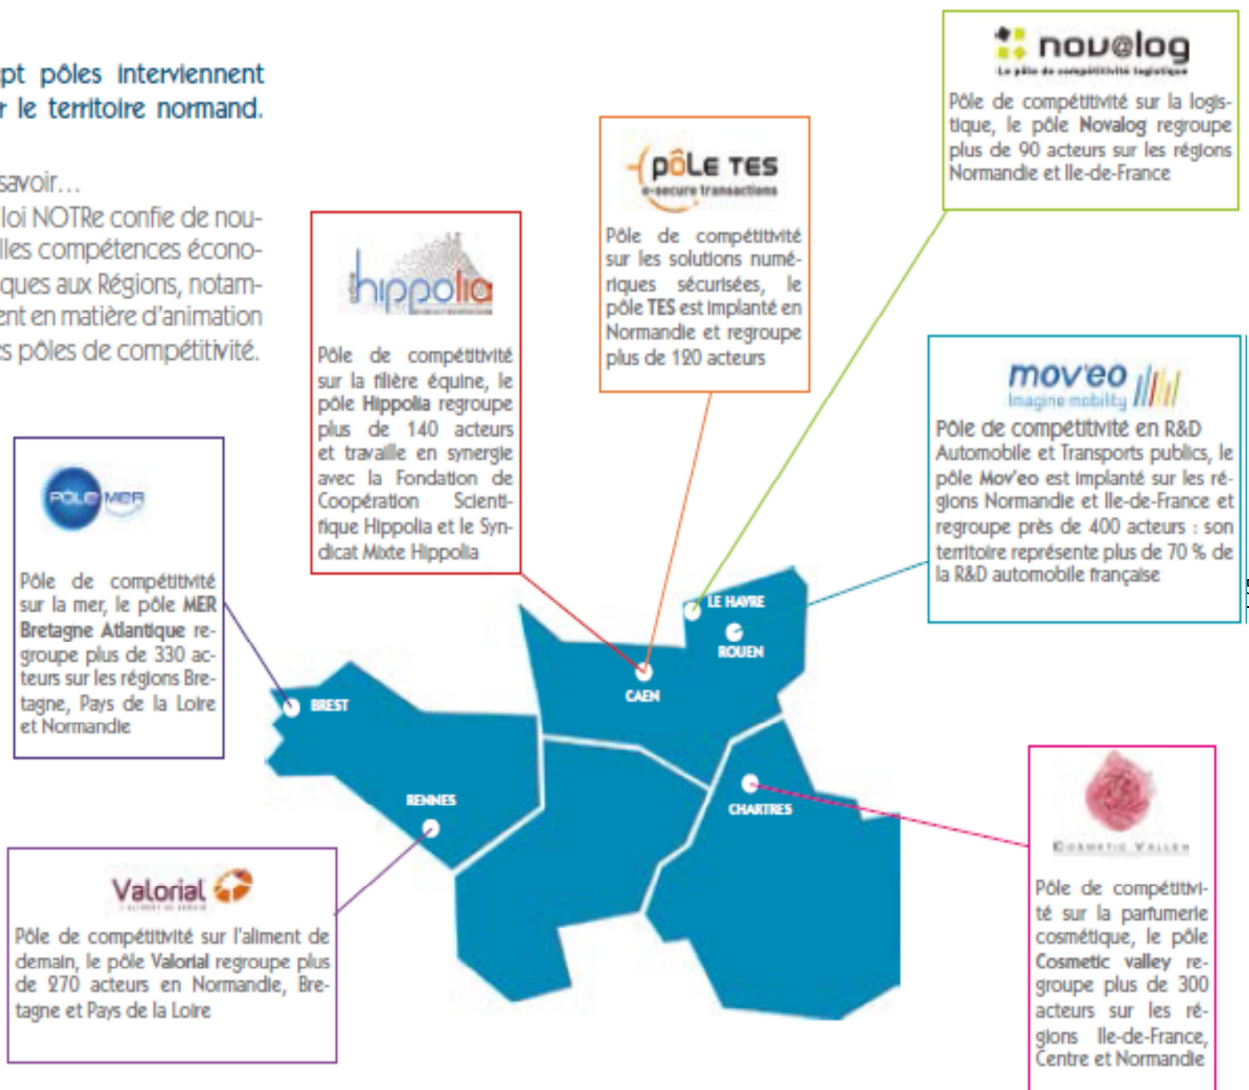 pt pôles interviennent
r le territoire normand.
savoir...
loi NOTRe confie de nou-
lles compétences écono-
ques aux Régions, notam-
ent en matière d'animation
es pôles de compétitivité.
nov@log
Le pôle de compétitivité logistique
Pôle de compétitivité sur la logis-
tique, le pôle Novalog regroupe
plus de 90 acteurs sur les régions
Normandie et Ile-de-France
PÔLE TES
e-secure transactions
Pôle de compétitivité
sur les solutions numé-
riques sécurisées, le
pôle TES est implanté en
Normandie et regroupe
plus de 120 acteurs
hippolia
Pôle de compétitivité
sur la filière équine, le
pôle Hippolia regroupe
plus de 140 acteurs
et travaille en synergie
avec la Fondation de
Coopération Scienti-
fique Hippolia et le Syn-
dicat Mixte Hippolia
mov'eo
Imagine mobility
Pôle de compétitivité en R&D
Automobile et Transports publics, le
pôle Mov'eo est implanté sur les ré-
gions Normandie et Ile-de-France et
regroupe près de 400 acteurs : son
territoire représente plus de 70 % de
la R&D automobile française
PÔLE MER
Pôle de compétitivité
sur la mer, le pôle MER
Bretagne Atlantique re-
groupe plus de 330 ac-
teurs sur les régions Bre-
tagne, Pays de la Loire
et Normandie
LE HAVRE
ROUEN
CAEN
BREST
RENNES
CHARTRES
Valorial
L'ALIMENT DE DEMAIN
Pôle de compétitivité sur l'aliment de
demain, le pôle Valorial regroupe plus
de 270 acteurs en Normandie, Bre-
tagne et Pays de la Loire
COSMETIC VALLEY
Pôle de compétitivi-
té sur la parfumerie
cosmétique, le pôle
Cosmetic valley re-
groupe plus de 300
acteurs sur les ré-
gions Ile-de-France,
Centre et Normandie